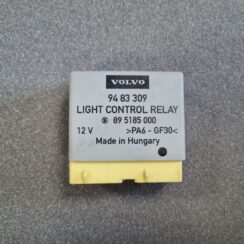 VOLVO
94 83 309
LIGHT CONTROL RELAY
89 5185 000
12 V >PA6 - GF30<
Made in Hungary